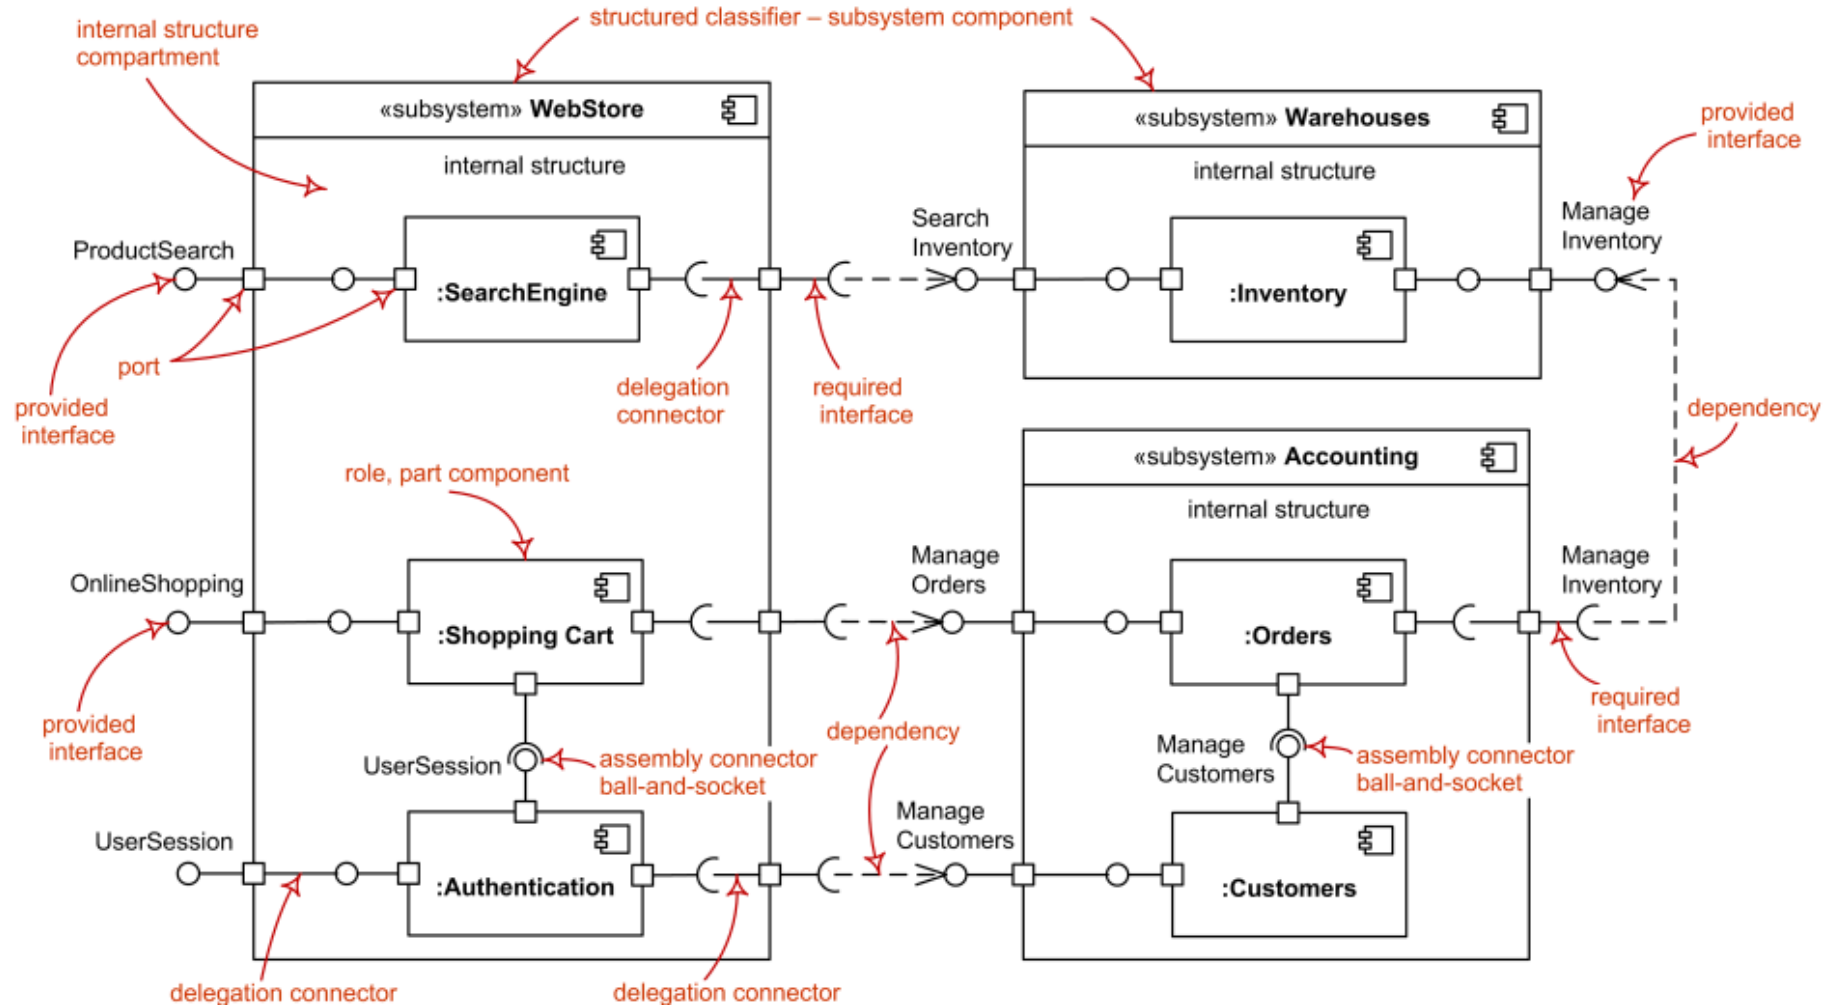 structured classifier – subsystem component
internal structure
compartment
«subsystem» WebStore
internal structure
«subsystem» Warehouses
internal structure
provided
interface
ProductSearch
:SearchEngine
Search
Inventory
:Inventory
Manage
Inventory
port
provided
interface
delegation
connector
required
interface
dependency
role, part component
«subsystem» Accounting
internal structure
OnlineShopping
:Shopping Cart
Manage
Orders
:Orders
Manage
Inventory
provided
interface
dependency
required
interface
UserSession
assembly connector
ball-and-socket
Manage
Customers
assembly connector
ball-and-socket
UserSession
:Authentication
Manage
Customers
:Customers
delegation connector
delegation connector